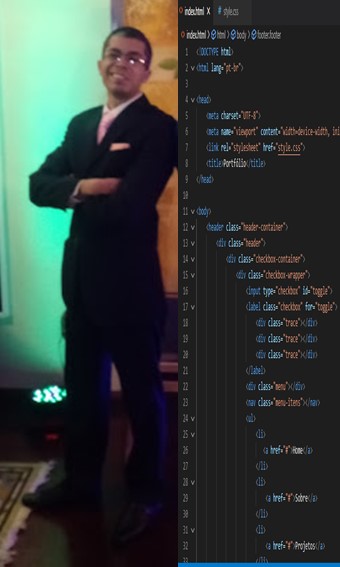 index.html X # style.css
index.html > html > body > footer.footer
1 <!DOCTYPE html>
2 <html lang="pt-br">
3
4 <head>
5 <meta charset="UTF-8">
6 <meta name="viewport" content="width=device-width, ini
7 <link rel="stylesheet" href="style.css">
8 <title>Portfólio</title>
9 </head>
10
11 <body>
12 <header class="header-container">
13 <div class="header">
14 <div class="checkbox-container">
15 <div class="checkbox-wrapper">
16 <input type="checkbox" id="toggle">
17 <label class="checkbox" for="toggle">
18 <div class="trace"></div>
19 <div class="trace"></div>
20 <div class="trace"></div>
21 </label>
22 <div class="menu"></div>
23 <nav class="menu-itens"></nav>
24 <ul>
25 <li>
26 <a href="#">Home</a>
27 </li>
28 <li>
29 <a href="#">Sobre</a>
30 </li>
31 <li>
32 <a href="#">Projetos</a>
33 </li>